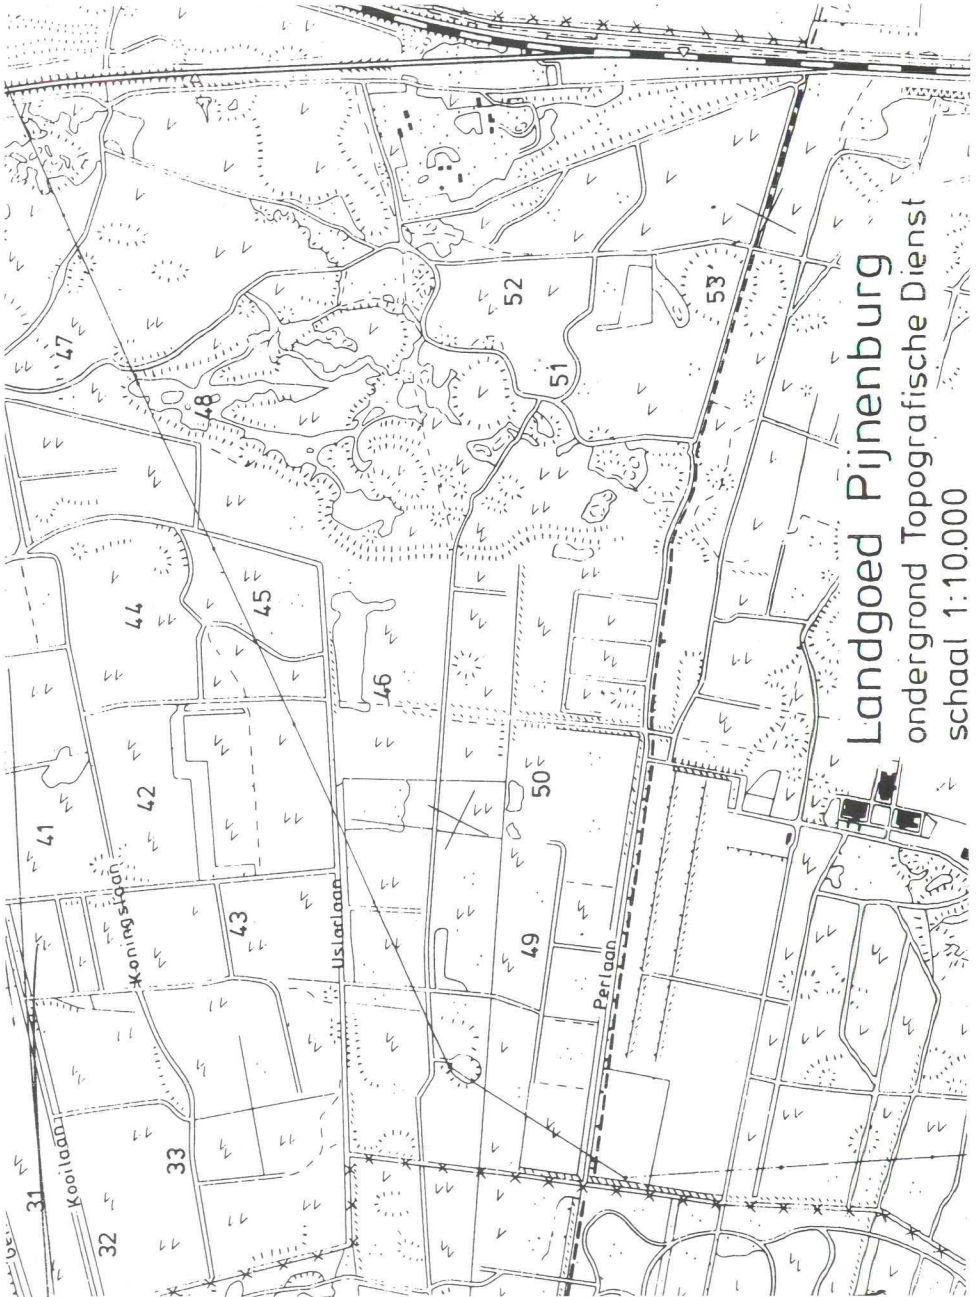 Landgoed Pijnenburg
ondergrond Topografische Dienst
schaal 1:10.000
Kooilaan
Koningslaan
Uslarlaan
Perlaan
31
32
33
41
42
43
44
45
46
47
48
49
50
51
52
53